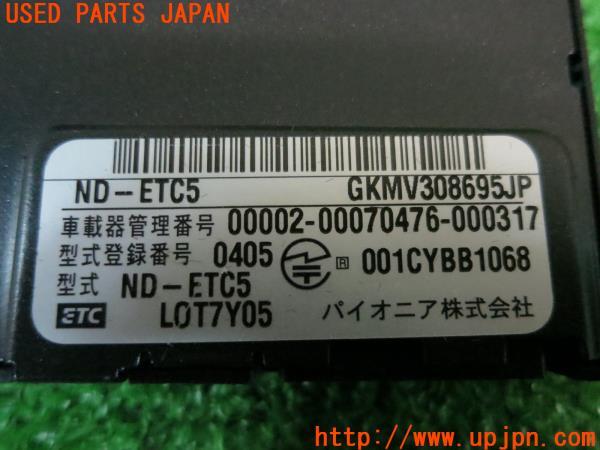 USED PARTS JAPAN
ND-ETC5 GKMV308695JP
車載器管理番号 00002-00070476-000317
型式登録番号 0405 R 001CYBB1068
型式 ND-ETC5
ETC LOT7Y05 パイオニア株式会社
http://www.upjpn.com/